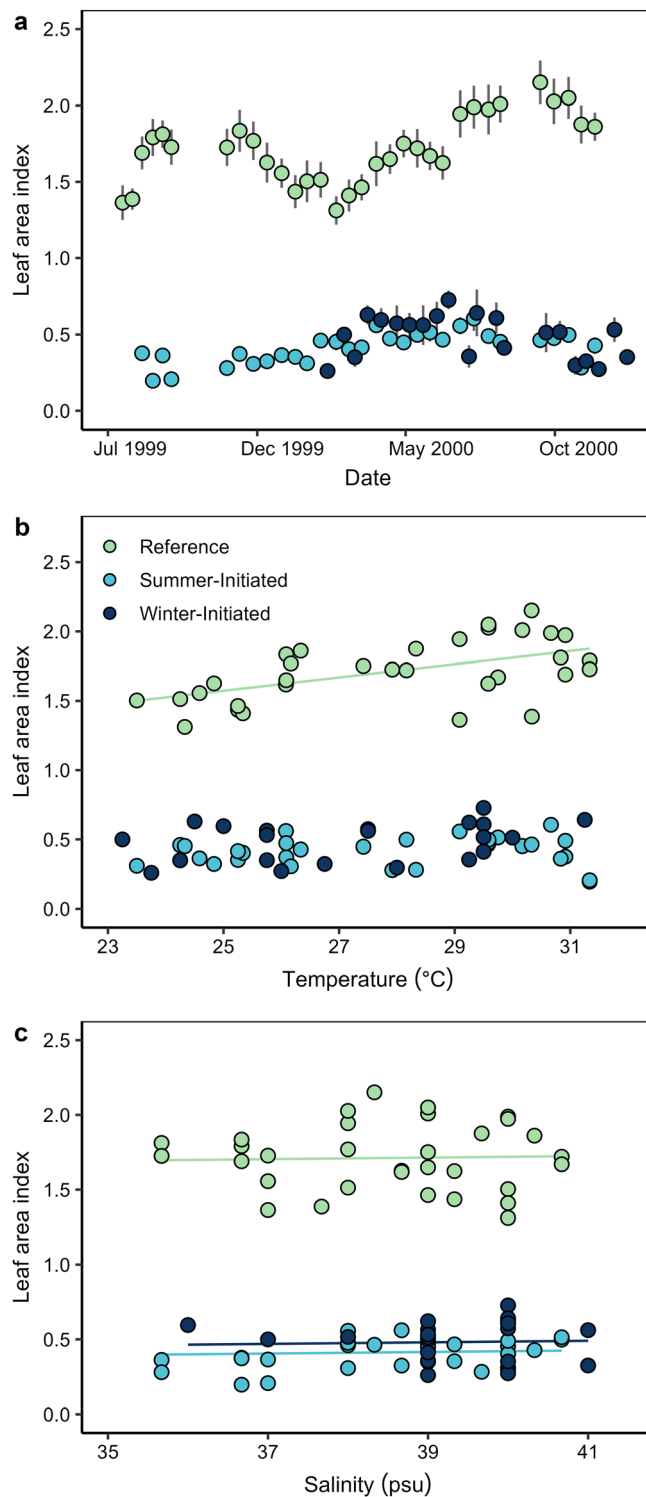 a
2.5
2.0
1.5
1.0
0.5
0.0
Leaf area index
Jul 1999 Dec 1999 May 2000 Oct 2000
Date
b
2.5
2.0
1.5
1.0
0.5
0.0
Leaf area index
Reference
Summer-Initiated
Winter-Initiated
23 25 27 29 31
Temperature (°C)
c
2.5
2.0
1.5
1.0
0.5
0.0
Leaf area index
35 37 39 41
Salinity (psu)